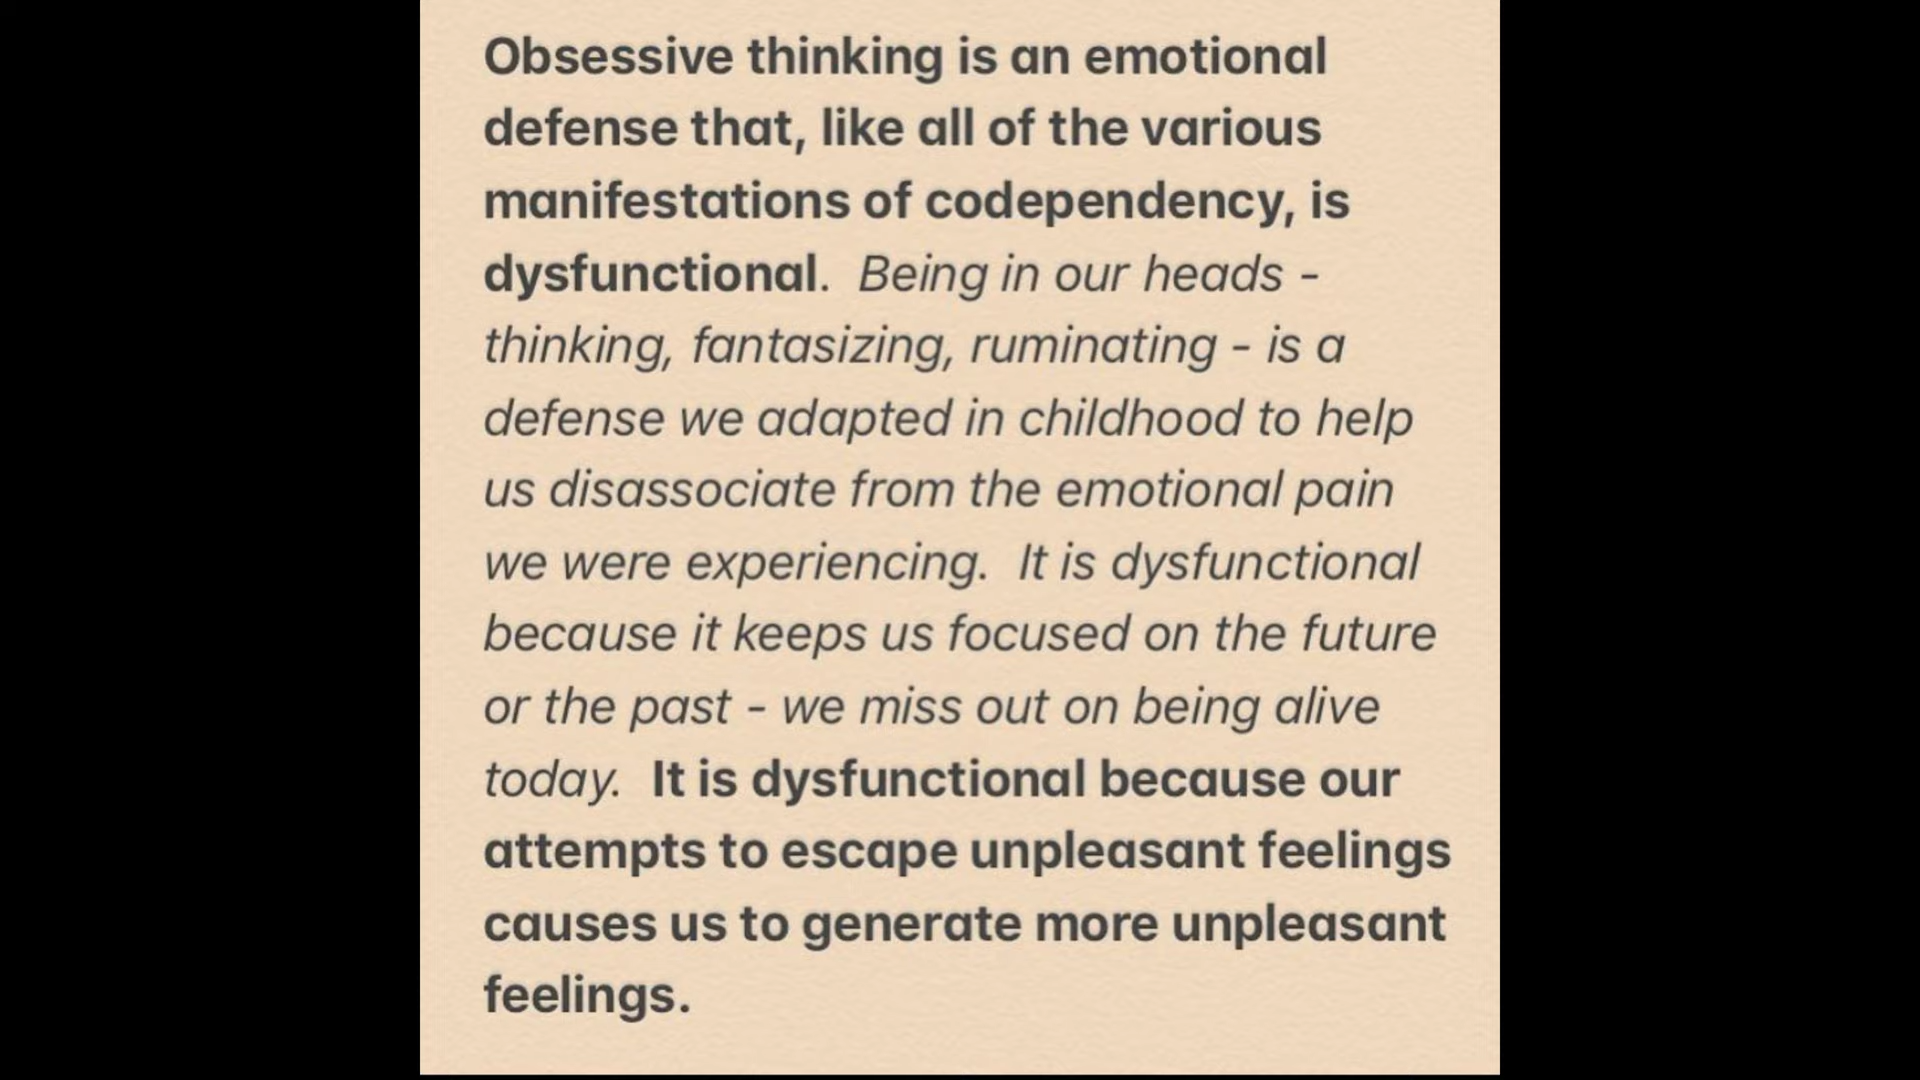 Obsessive thinking is an emotional
defense that, like all of the various
manifestations of codependency, is
dysfunctional.  Being in our heads -
thinking, fantasizing, ruminating - is a
defense we adapted in childhood to help
us disassociate from the emotional pain
we were experiencing.  It is dysfunctional
because it keeps us focused on the future
or the past - we miss out on being alive
today.  It is dysfunctional because our
attempts to escape unpleasant feelings
causes us to generate more unpleasant
feelings.